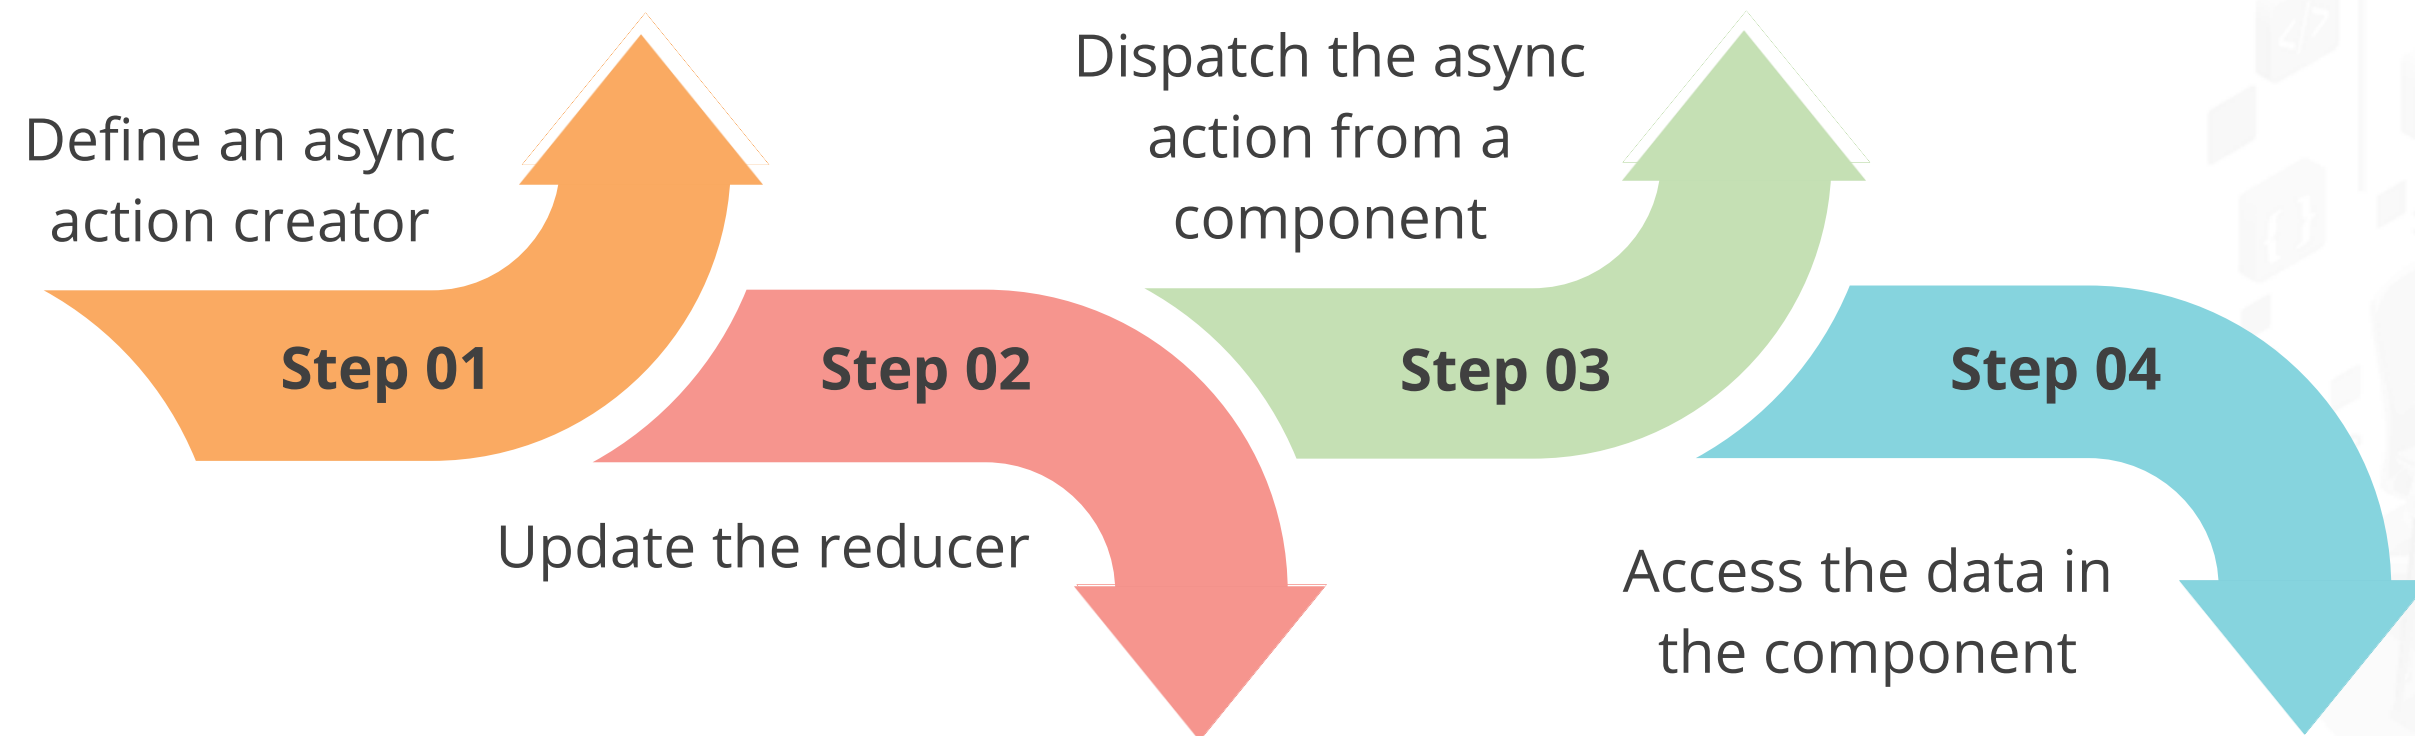 Define an async
action creator
Step 01
Step 02
Update the reducer
Dispatch the async
action from a
component
Step 03
Step 04
Access the data in
the component